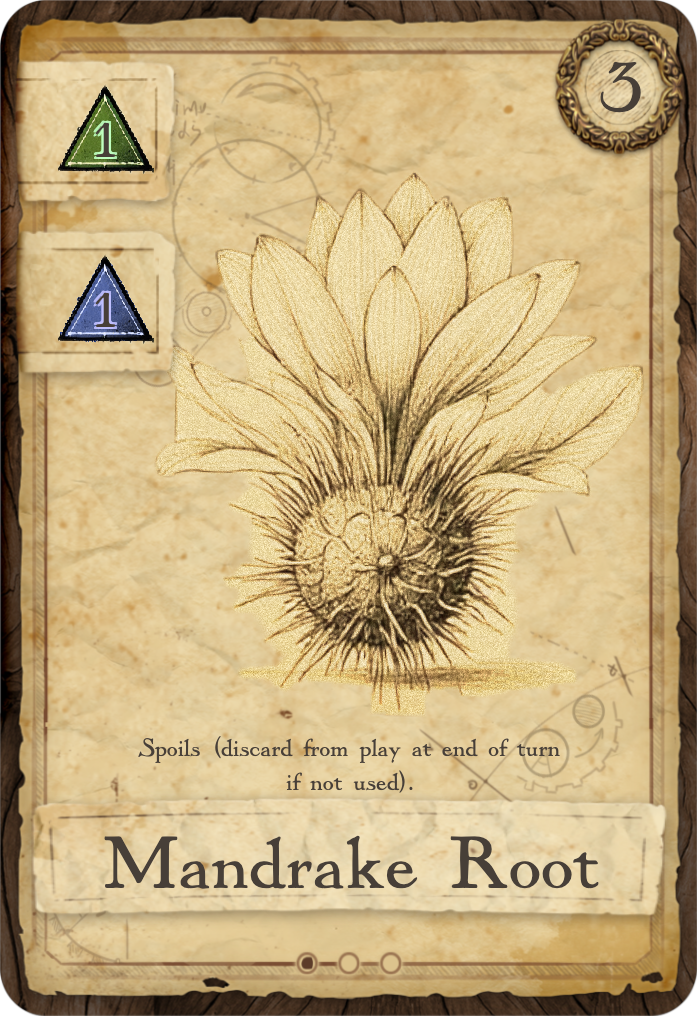 3
1
1
Spoils (discard from play at end of turn
if not used).
Mandrake Root